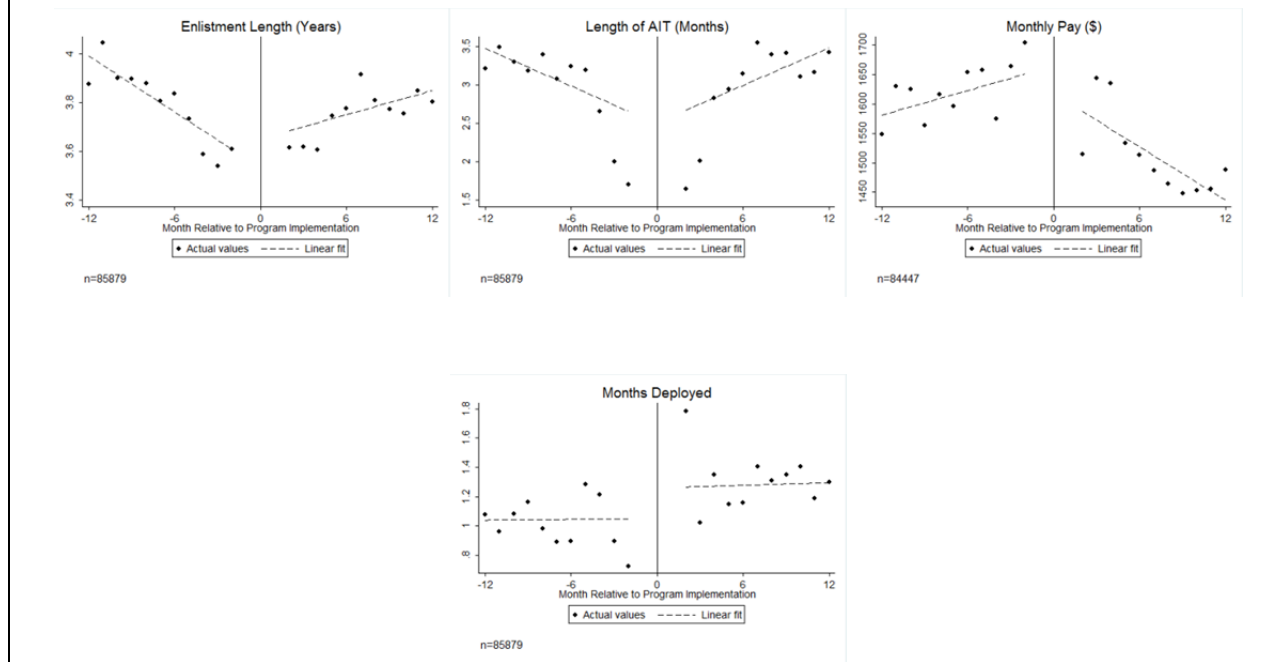 Enlistment Length (Years)
4
3.8
3.6
3.4
-12 -6 0 6 12
Month Relative to Program Implementation
Actual values Linear fit
n=85879
Length of AIT (Months)
3.5
3
2.5
2
1.5
-12 -6 0 6 12
Month Relative to Program Implementation
Actual values Linear fit
n=85879
Monthly Pay ($)
1700
1650
1600
1550
1500
1450
-12 -6 0 6 12
Month Relative to Program Implementation
Actual values Linear fit
n=84447
Months Deployed
1.8
1.6
1.4
1.2
1
.8
-12 -6 0 6 12
Month Relative to Program Implementation
Actual values Linear fit
n=85879